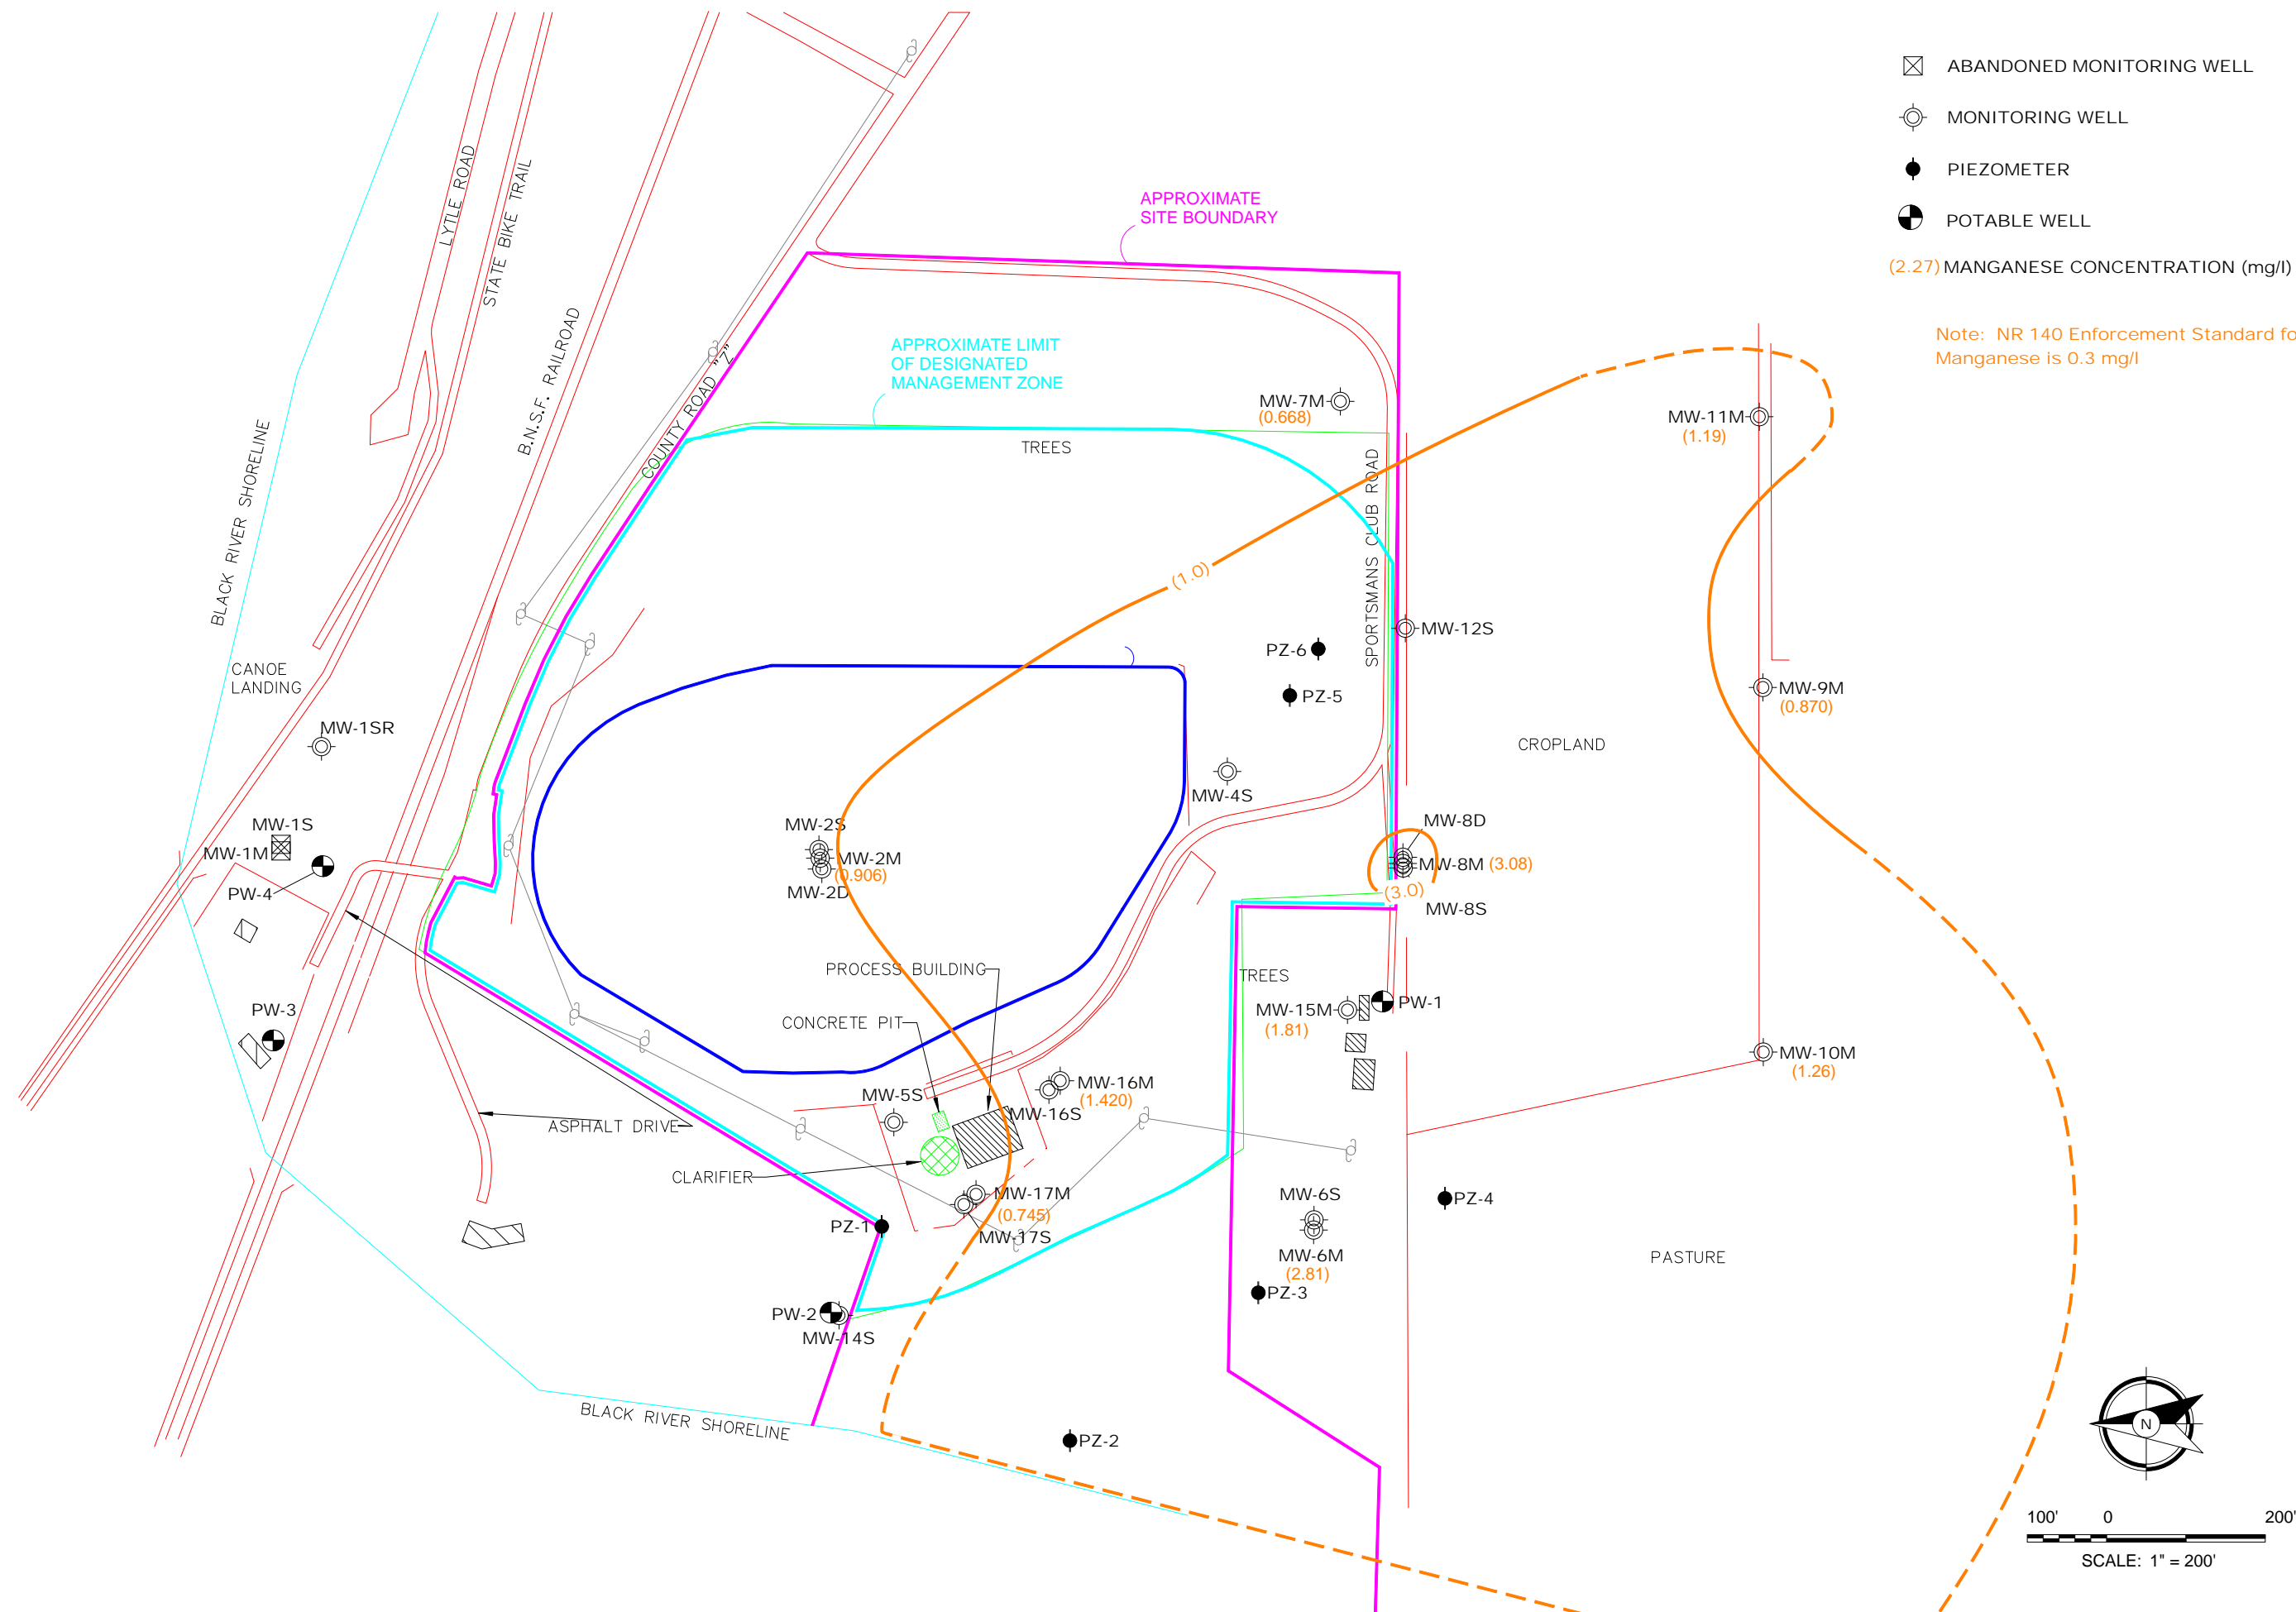 ABANDONED MONITORING WELL
MONITORING WELL
PIEZOMETER
POTABLE WELL
(2.27) MANGANESE CONCENTRATION (mg/l)
Note: NR 140 Enforcement Standard fo
Manganese is 0.3 mg/l
APPROXIMATE
SITE BOUNDARY
LYTLE ROAD
STATE BIKE TRAIL
B.N.S.F. RAILROAD
COUNTY ROAD "Z"
BLACK RIVER SHORELINE
APPROXIMATE LIMIT
OF DESIGNATED
MANAGEMENT ZONE
TREES
MW-7M
(0.668)
MW-11M
(1.19)
SPORTSMANS CLUB ROAD
(1.0)
MW-12S
PZ-6
PZ-5
MW-9M
(0.870)
CROPLAND
CANOE
LANDING
MW-1SR
MW-4S
MW-1S
MW-1M
PW-4
MW-2S
MW-2M
(0.906)
MW-2D
MW-8D
MW-8M (3.08)
(3.0)
MW-8S
PROCESS BUILDING
TREES
PW-3
CONCRETE PIT
MW-15M
(1.81)
PW-1
MW-10M
(1.26)
MW-5S
MW-16M
(1.420)
MW-16S
ASPHALT DRIVE
CLARIFIER
MW-17M
(0.745)
MW-17S
PZ-1
MW-6S
MW-6M
(2.81)
PZ-4
PZ-3
PASTURE
PW-2
MW-14S
BLACK RIVER SHORELINE
PZ-2
N
100' 0 200'
SCALE: 1" = 200'